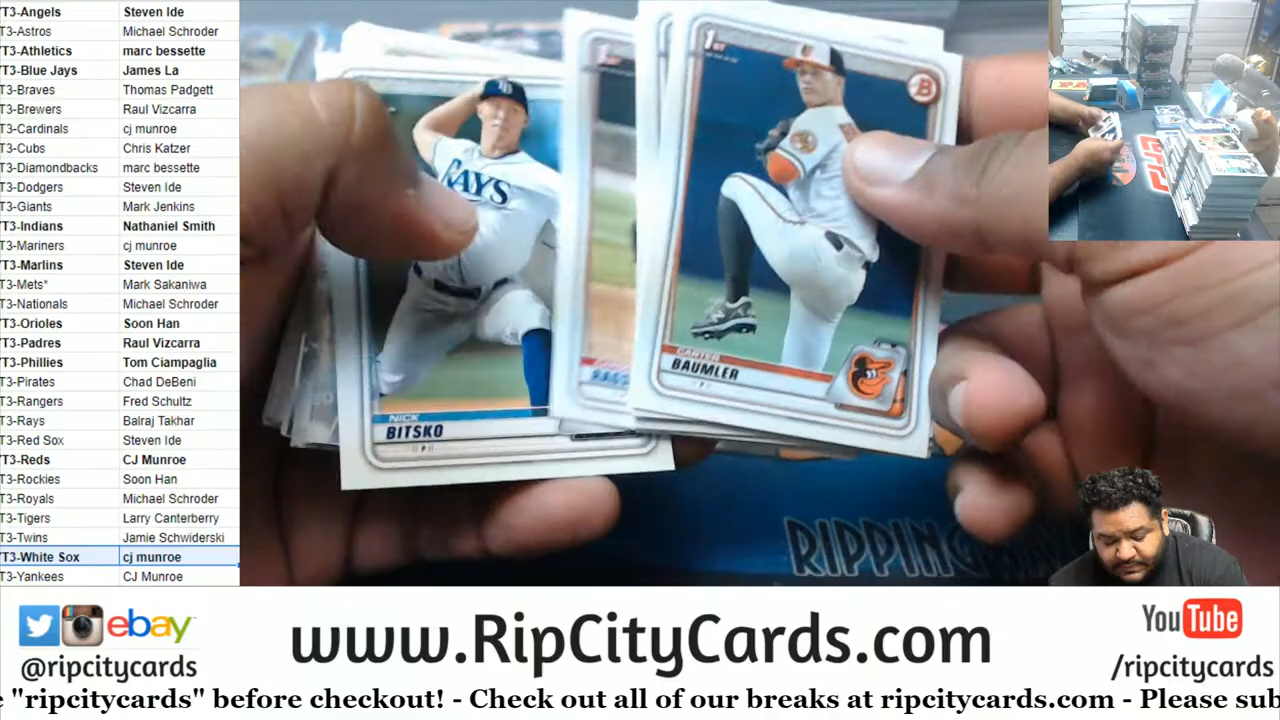 T3-Angels Steven Ide
T3-Astros Michael Schroder
T3-Athletics marc bessette
T3-Blue Jays James La
T3-Braves Thomas Padgett
T3-Brewers Raul Vizcarra
T3-Cardinals cj munroe
T3-Cubs Chris Katzer
T3-Diamondbacks marc bessette
T3-Dodgers Steven Ide
T3-Giants Mark Jenkins
T3-Indians Nathaniel Smith
T3-Mariners cj munroe
T3-Marlins Steven Ide
T3-Mets* Mark Sakaniwa
T3-Nationals Michael Schroder
T3-Orioles Soon Han
T3-Padres Raul Vizcarra
T3-Phillies Tom Ciampaglia
T3-Pirates Chad DeBeni
T3-Rangers Fred Schultz
T3-Rays Balraj Takhar
T3-Red Sox Steven Ide
T3-Reds CJ Munroe
T3-Rockies Soon Han
T3-Royals Michael Schroder
T3-Tigers Larry Canterberry
T3-Twins Jamie Schwiderski
T3-White Sox cj munroe
T3-Yankees CJ Munroe
RAYS
NICK
BITSKO
P
1ST
B
CARTER
BAUMLER
P
RIPPING
ebay
@ripcitycards
www.RipCityCards.com
YouTube
/ripcitycards
"ripcitycards" before checkout! - Check out all of our breaks at ripcitycards.com - Please sub